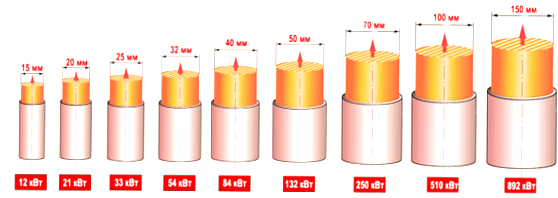 15 мм
20 мм
25 мм
32 мм
40 мм
50 мм
70 мм
100 мм
150 мм
12 кВт
21 кВт
33 кВт
54 кВт
84 кВт
132 кВт
250 кВт
510 кВт
892 кВт